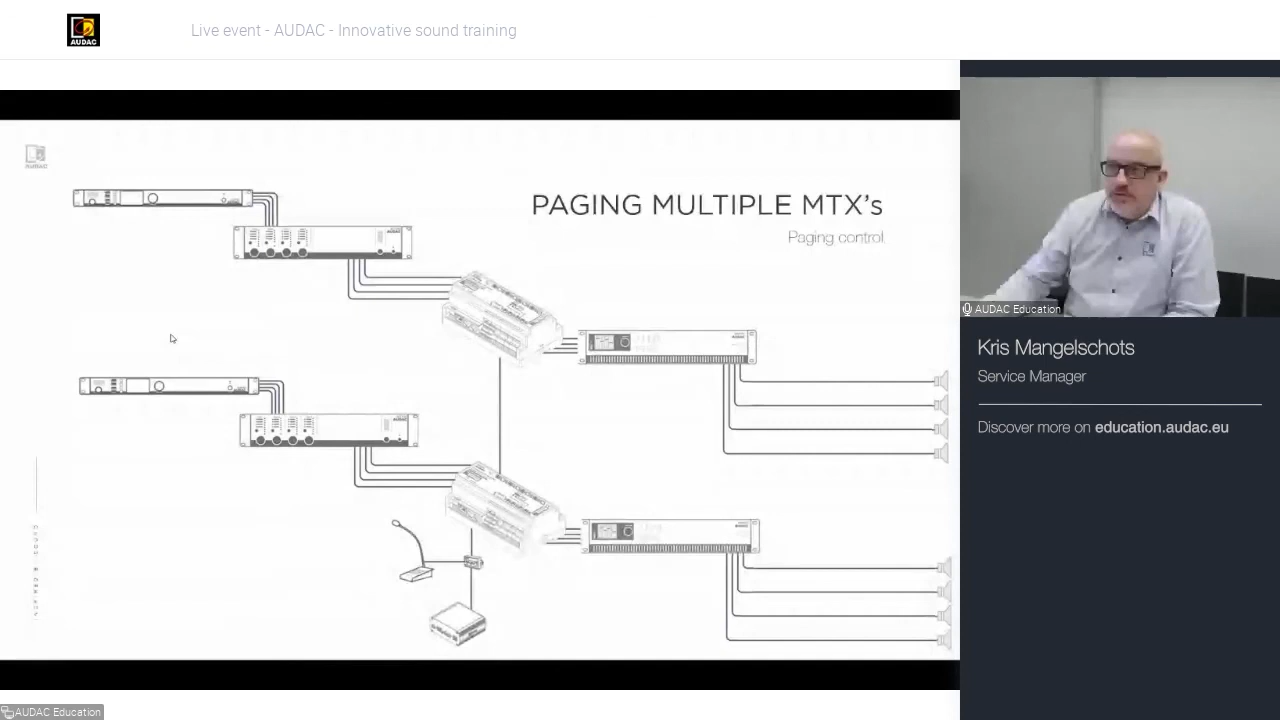 AUDAC
Live event - AUDAC - Innovative sound training
AUDAC
PAGING MULTIPLE MTX's
Paging control
AUDAC Education
Kris Mangelschots
Service Manager
Discover more on education.audac.eu
AUDAC Education